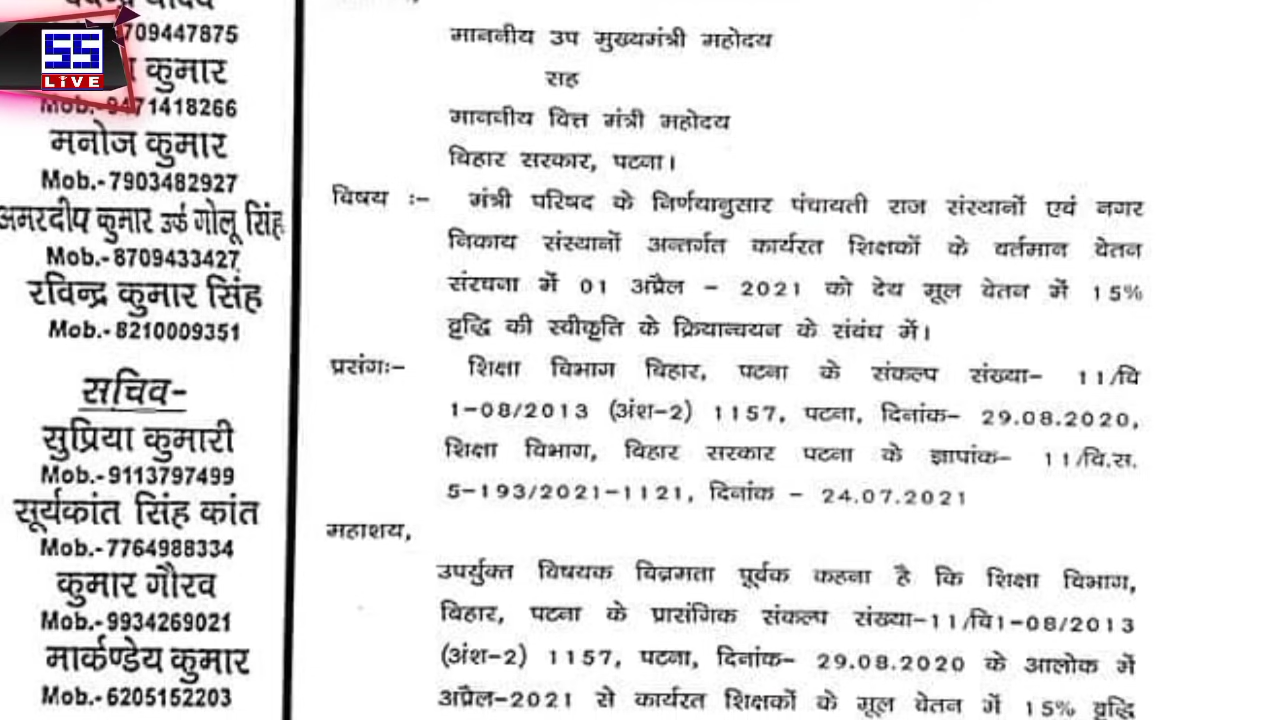 709447875
SS
LIVE
कुमार
Mob.-9471418266
मनोज कुमार
Mob.-7903482927
अमरदीप कुमार उर्फ गोलू सिंह
Mob.-8709433427
रविन्द्र कुमार सिंह
Mob.-8210009351
सचिव-
सुप्रिया कुमारी
Mob.-9113797499
सूर्यकांत सिंह कांत
Mob.-7764988334
कुमार गौरव
Mob.-9934269021
मार्कण्डेय कुमार
Mob.-6205152203
माननीय उप मुख्यमंत्री महोदय
सह
माननीय वित्त मंत्री महोदय
बिहार सरकार, पटना।
विषय :- मंत्री परिषद के निर्णयानुसार पंचायती राज संस्थानों एवं नगर
निकाय संस्थानों अन्तर्गत कार्यरत शिक्षकों के वर्तमान वेतन
संरचना में 01 अप्रैल - 2021 को देय मूल वेतन में 15%
वृद्धि की स्वीकृति के क्रियान्वयन के संबंध में।
प्रसंगः- शिक्षा विभाग बिहार, पटना के संकल्प संख्या- 11/वि
1-08/2013 (अंश-2) 1157, पटना, दिनांक- 29.08.2020,
शिक्षा विभाग, बिहार सरकार पटना के ज्ञापांक- 11/वि.स.
5-193/2021-1121, दिनांक - 24.07.2021
महाशय,
उपर्युक्त विषयक विन्रमता पूर्वक कहना है कि शिक्षा विभाग,
बिहार, पटना के प्रासंगिक संकल्प संख्या-11/वि1-08/2013
(अंश-2) 1157, पटना, दिनांक- 29.08.2020 के आलोक में
अप्रैल-2021 से कार्यरत शिक्षकों के मूल वेतन में 15% वृद्धि